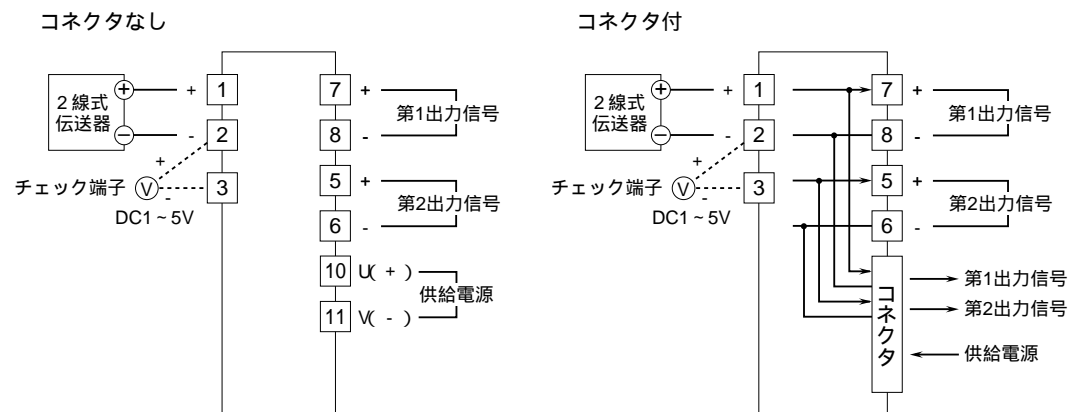 コネクタなし
2線式
伝送器
+
−
+
-
1
2
3
+
-
チェック端子
V
DC1~5V
7
+
8
-
第1出力信号
5
+
6
-
第2出力信号
10
U( + )
11
V( - )
供給電源
コネクタ付
2線式
伝送器
+
−
+
-
1
2
3
+
-
チェック端子
V
DC1~5V
7
+
8
-
第1出力信号
5
+
6
-
第2出力信号
コネクタ
第1出力信号
第2出力信号
供給電源